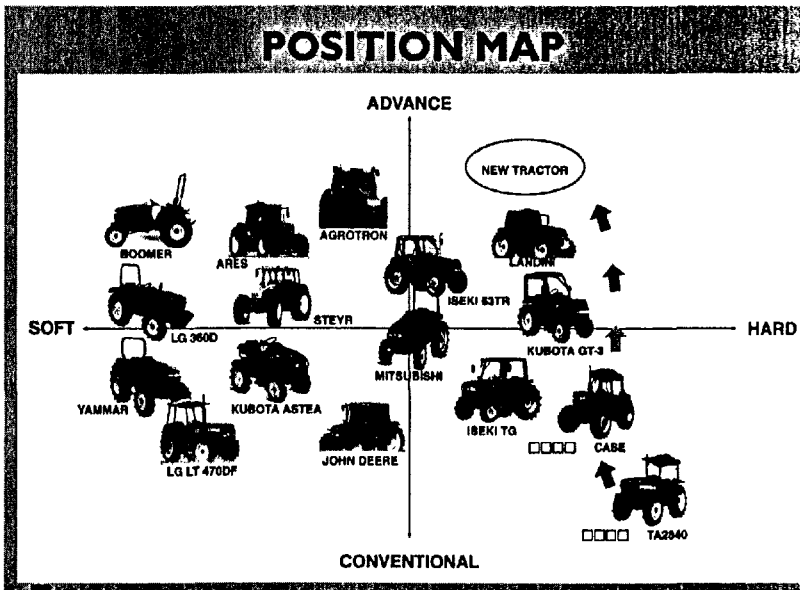 POSITION MAP
ADVANCE
NEW TRACTOR
AGROTRON
BOOMER
ARES
LANDINI
ISEKI 63TR
STEYR
SOFT
HARD
LG 360D
KUBOTA GT-3
MITSUBISHI
YAMMAR
KUBOTA ASTEA
ISEKI TG
□□□□ CASE
JOHN DEERE
LG LT 470DF
□□□□ TA2840
CONVENTIONAL